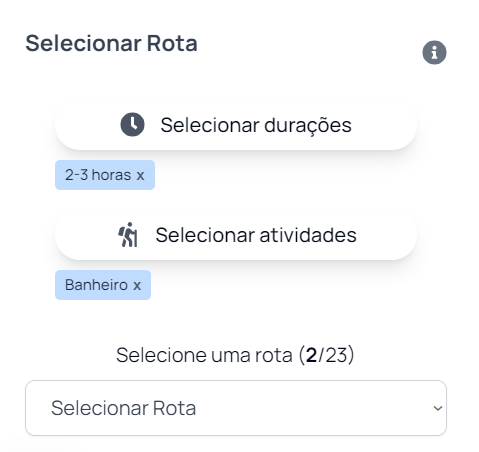 Selecionar Rota
Selecionar durações
2-3 horas x
Selecionar atividades
Banheiro x
Selecione uma rota (2/23)
Selecionar Rota